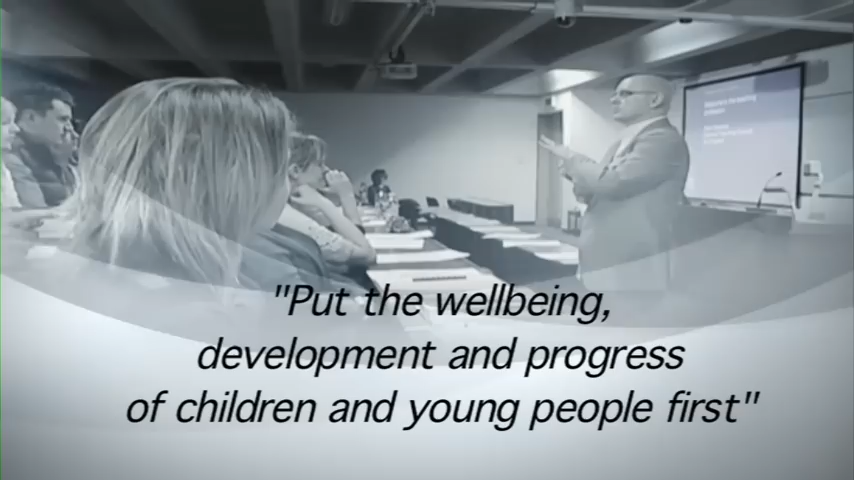 "Put the wellbeing,
development and progress
of children and young people first"